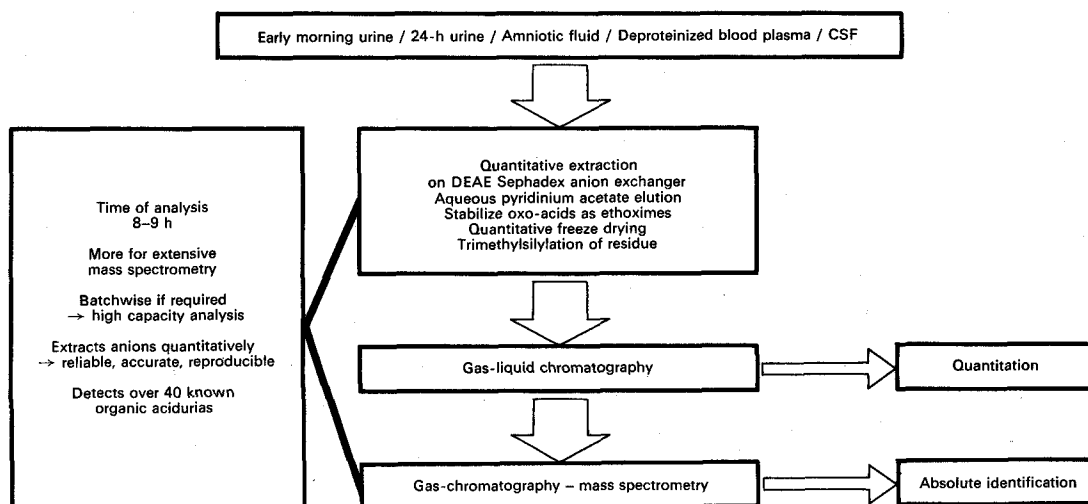 Early morning urine / 24-h urine / Amniotic fluid / Deproteinized blood plasma / CSF
Time of analysis
8–9 h
More for extensive
mass spectrometry
Batchwise if required
→ high capacity analysis
Extracts anions quantitatively
→ reliable, accurate, reproducible
Detects over 40 known
organic acidurias
Quantitative extraction
on DEAE Sephadex anion exchanger
Aqueous pyridinium acetate elution
Stabilize oxo-acids as ethoximes
Quantitative freeze drying
Trimethylsilylation of residue
Gas-liquid chromatography
Quantitation
Gas-chromatography – mass spectrometry
Absolute identification